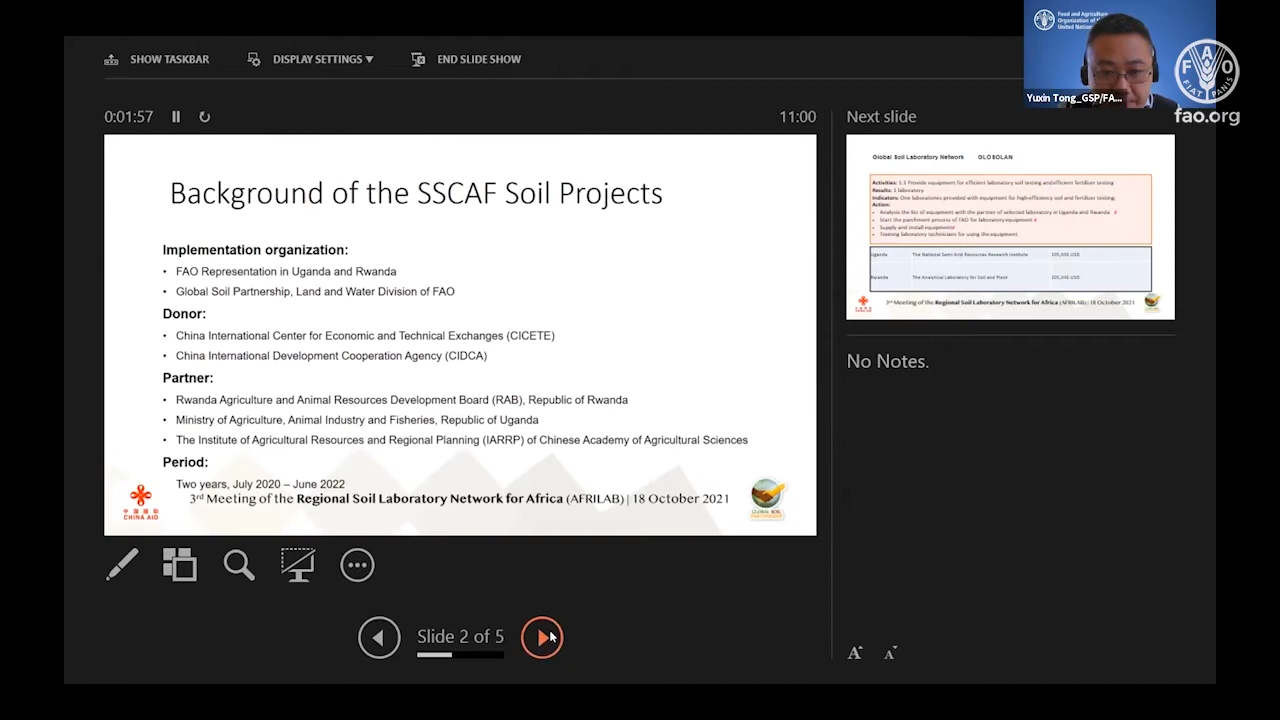 SHOW TASKBAR
DISPLAY SETTINGS
END SLIDE SHOW
0:01:57
11:00
Next slide
Background of the SSCAF Soil Projects
Implementation organization:
• FAO Representation in Uganda and Rwanda
• Global Soil Partnership, Land and Water Division of FAO
Donor:
• China International Center for Economic and Technical Exchanges (CICETE)
• China International Development Cooperation Agency (CIDCA)
Partner:
• Rwanda Agriculture and Animal Resources Development Board (RAB), Republic of Rwanda
• Ministry of Agriculture, Animal Industry and Fisheries, Republic of Uganda
• The Institute of Agricultural Resources and Regional Planning (IARRP) of Chinese Academy of Agricultural Sciences
Period:
Two years, July 2020 – June 2022
3rd Meeting of the Regional Soil Laboratory Network for Africa (AFRILAB) | 18 October 2021
中国援助
CHINA AID
GLOBAL SOIL
Slide 2 of 5
Global Soil Laboratory Network GLOSOLAN
Activities: 1.1 Provide equipment for efficient laboratory soil testing and efficient fertilizer testing
Results: 1 laboratory
Indicators: One laboratories provided with equipment for high-efficiency soil and fertilizer testing;
Action:
• Analysis the list of equipment with the partner of selected laboratory in Uganda and Rwanda √
• Start the parchment process of FAO for laboratory equipment √
• Supply and install equipment√
• Training laboratory technicians for using the equipment
Uganda The National Semi Arid Resources Research Institute
Rwanda The Analytical Laboratory for Soil and Plant
3rd Meeting of the Regional Soil Laboratory Network for Africa (AFRILAB) | 18 October 2021
No Notes.
A A
Food and Agriculture
Organization of
United Nation
Yuxin Tong_GSP/FA...
F A O
FIAT PANIS
fao.org